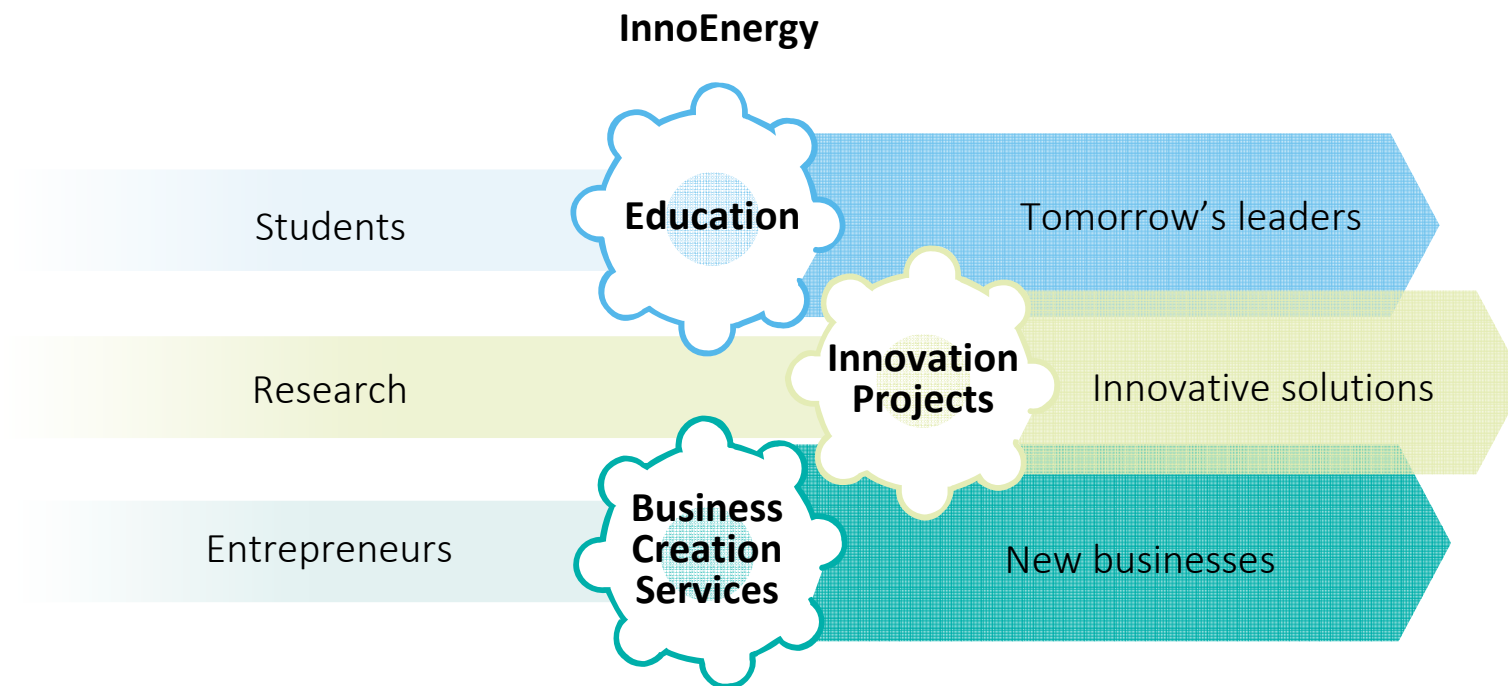 InnoEnergy
Students
Education
Tomorrow’s leaders
Research
Innovation
Projects
Innovative solutions
Entrepreneurs
Business
Creation
Services
New businesses